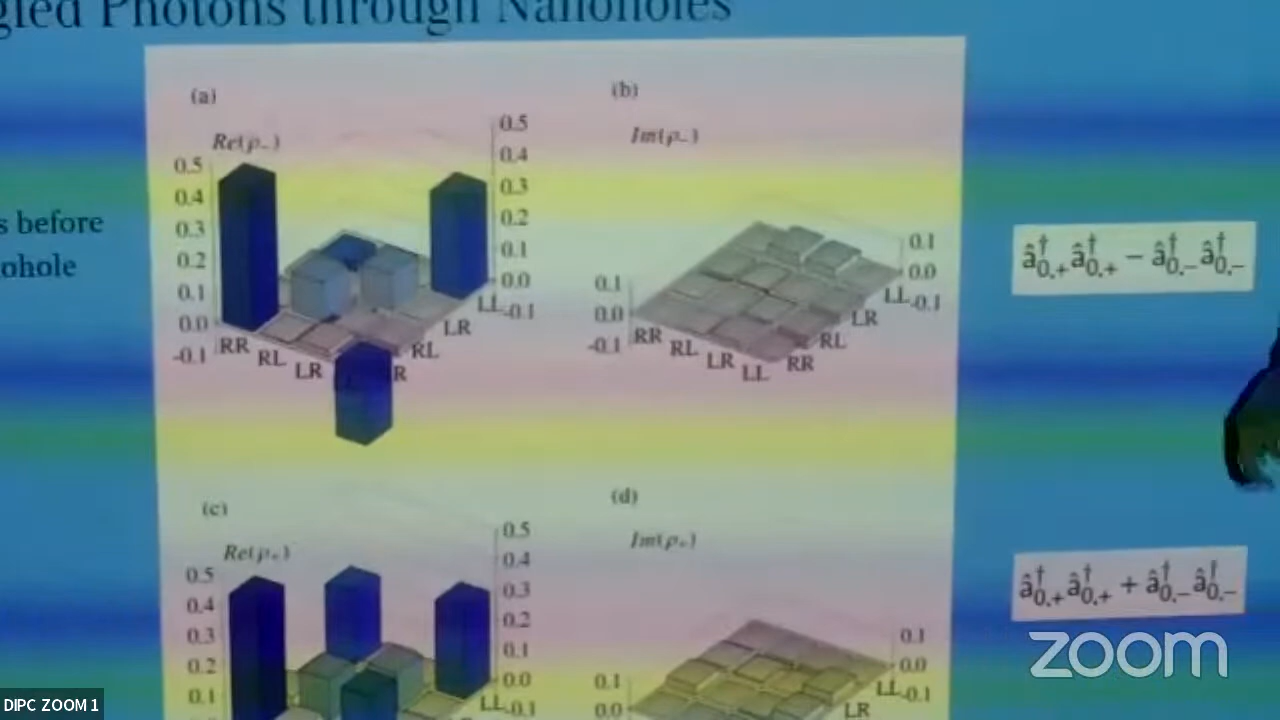 gled Photons through Nanoholes
s before
ohole
(a)
Re(ρ₋)
0.5
0.4
0.3
0.2
0.1
0.0
-0.1
RR
RL
LR
R
RL
LR
LL
0.5
0.4
0.3
0.2
0.1
0.0
-0.1
(b)
Im(ρ₋)
0.1
0.0
-0.1
RR
RL
LR
LL
RR
RL
LR
LL
0.1
0.0
-0.1
â†0,+ â†0,+ − â†0,− â†0,−
(c)
Re(ρ₊)
0.5
0.4
0.3
0.2
0.1
0.5
0.4
0.3
0.2
0.1
0.0
-0.1
LL
(d)
Im(ρ₊)
0.1
0.0
0.1
0.0
-0.1
LL
LR
â†0,+ â†0,+ + â†0,− â†0,−
zoom
DIPC ZOOM 1